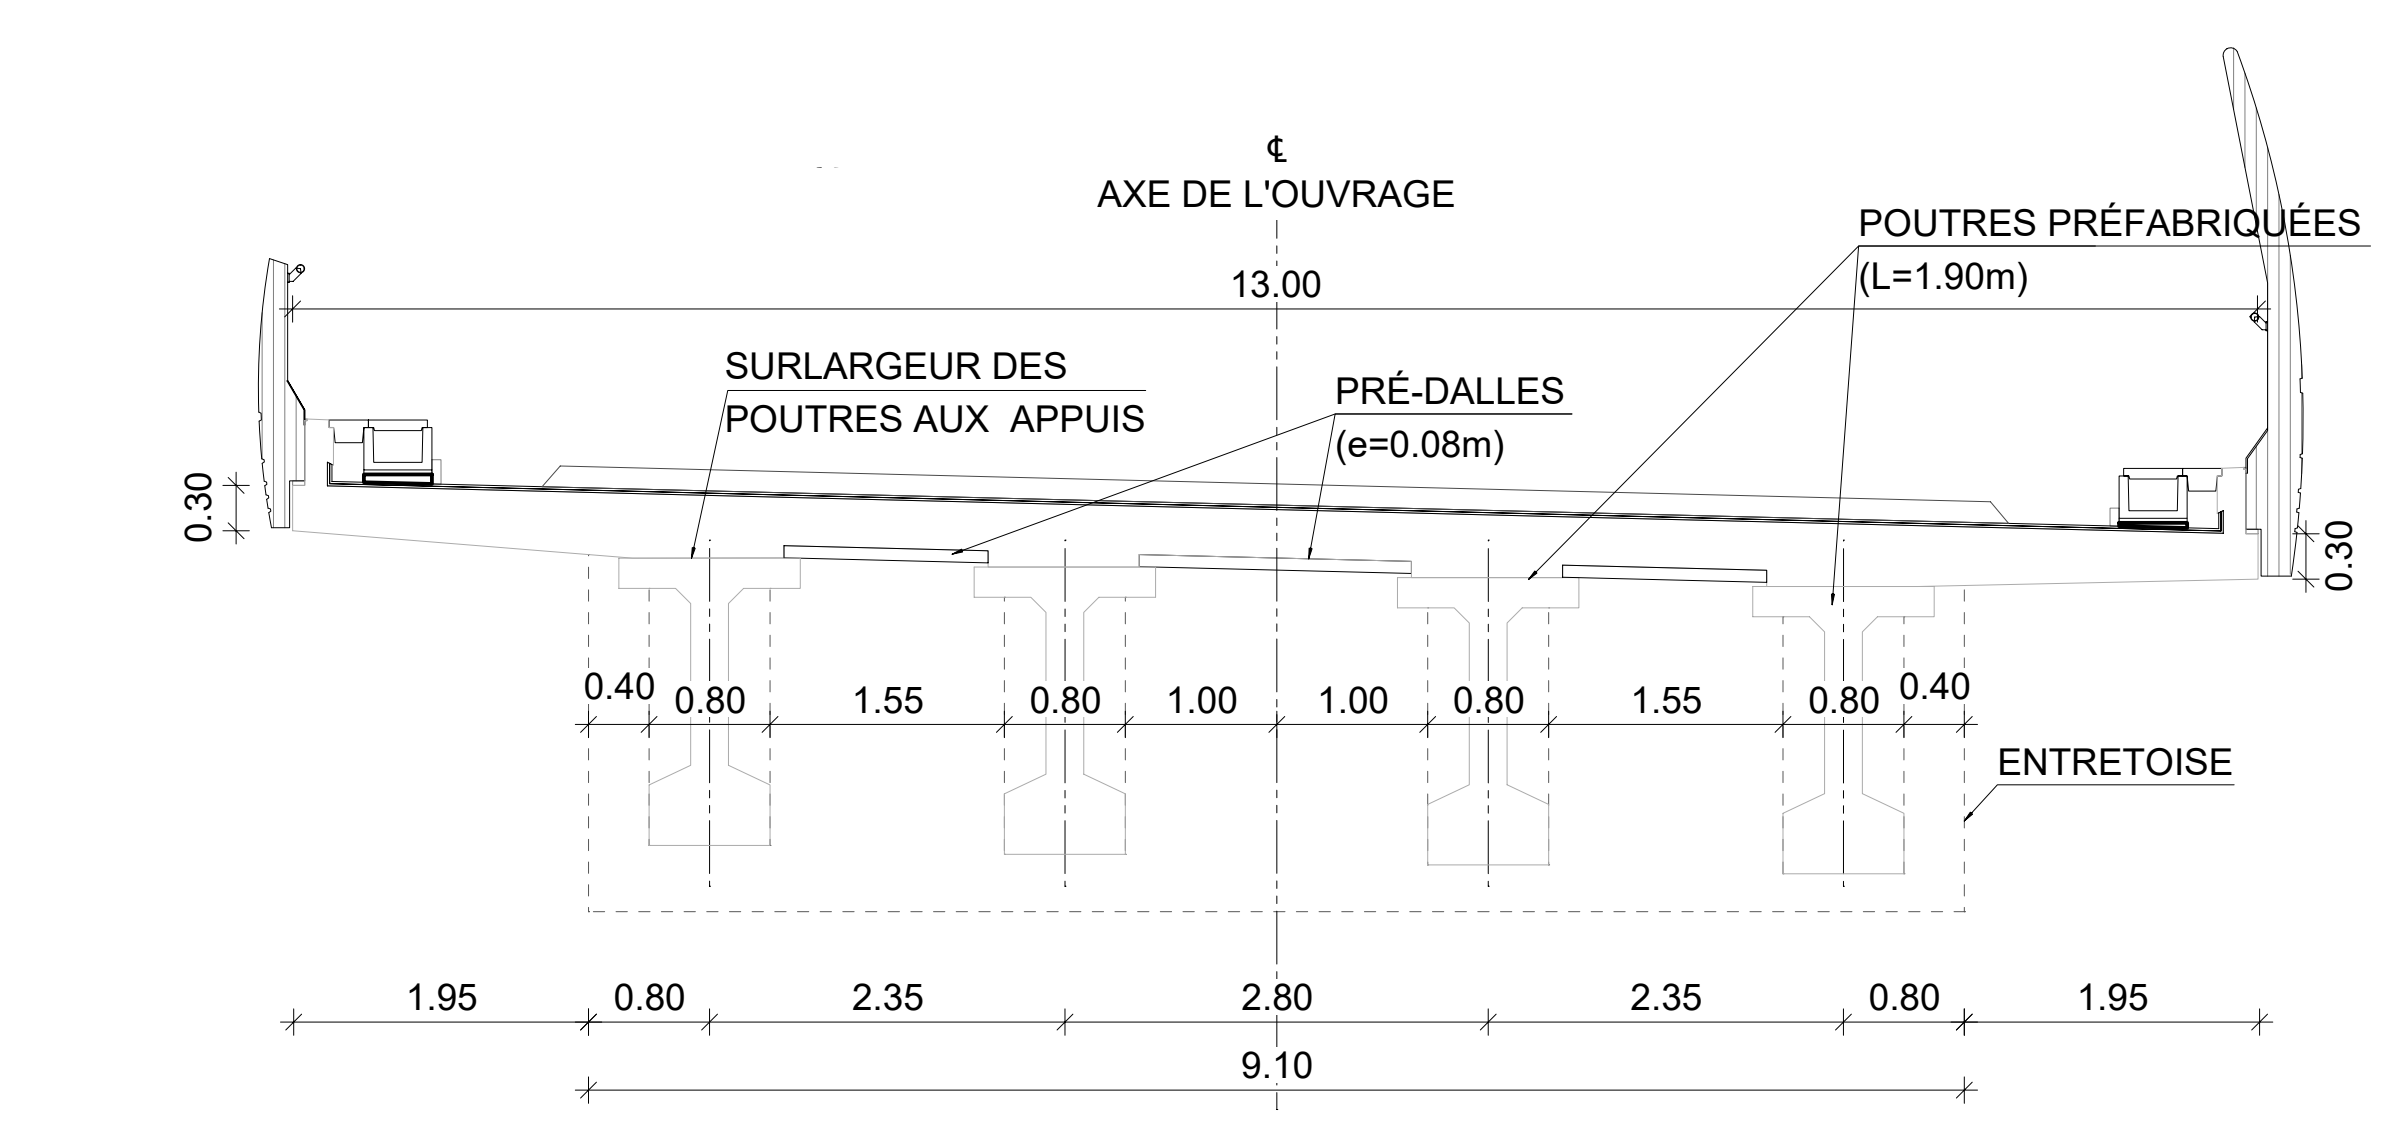 ℄
AXE DE L'OUVRAGE
POUTRES PRÉFABRIQUÉES
(L=1.90m)
13.00
SURLARGEUR DES
POUTRES AUX APPUIS
PRÉ-DALLES
(e=0.08m)
0.30
0.30
0.40
0.80
1.55
0.80
1.00
1.00
0.80
1.55
0.80
0.40
ENTRETOISE
1.95
0.80
2.35
2.80
2.35
0.80
1.95
9.10